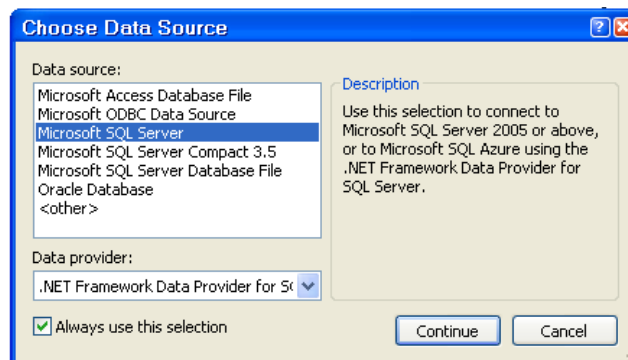 Choose Data Source
Data source:
Microsoft Access Database File
Microsoft ODBC Data Source
Microsoft SQL Server
Microsoft SQL Server Compact 3.5
Microsoft SQL Server Database File
Oracle Database
<other>
Description
Use this selection to connect to
Microsoft SQL Server 2005 or above,
or to Microsoft SQL Azure using the
.NET Framework Data Provider for
SQL Server.
Data provider:
.NET Framework Data Provider for
Always use this selection
Continue
Cancel